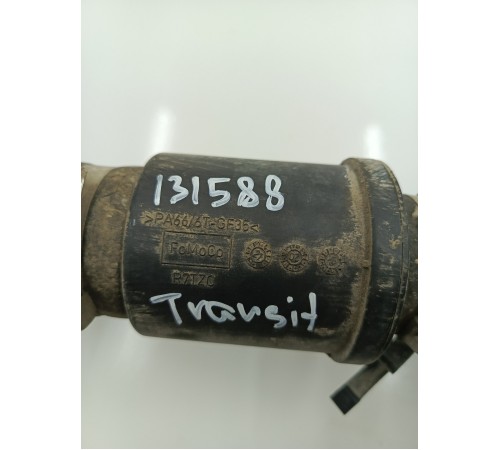 131588
>PA66/6T-GF35<
FoMoCo
Transit